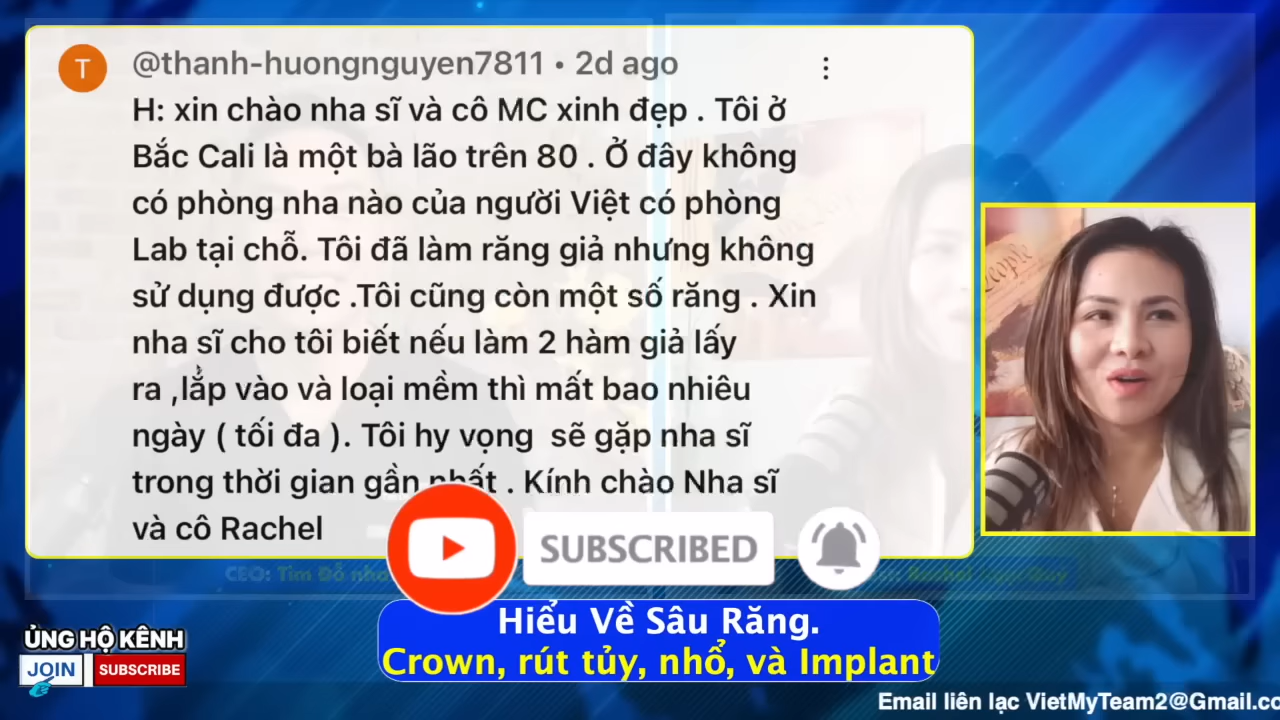 T
@thanh-huongnguyen7811 • 2d ago
H: xin chào nha sĩ và cô MC xinh đẹp . Tôi ở
Bắc Cali là một bà lão trên 80 . Ở đây không
có phòng nha nào của người Việt có phòng
Lab tại chỗ. Tôi đã làm răng giả nhưng không
sử dụng được .Tôi cũng còn một số răng . Xin
nha sĩ cho tôi biết nếu làm 2 hàm giả lấy
ra ,lắp vào và loại mềm thì mất bao nhiêu
ngày ( tối đa ). Tôi hy vọng sẽ gặp nha sĩ
trong thời gian gần nhất . Kính chào Nha sĩ
và cô Rachel
People
SUBSCRIBED
CEO: Tim Đỗ nha
Hiểu Về Sâu Răng.
Crown, rút tủy, nhổ, và Implant
ỦNG HỘ KÊNH
JOIN
SUBSCRIBE
Email liên lạc VietMyTeam2@Gmail.co